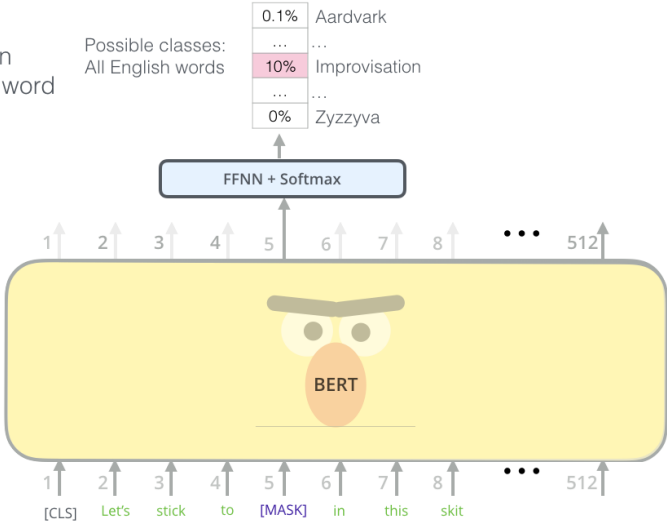 0.1% Aardvark
... ...
n
word
Possible classes:
All English words
10% Improvisation
... ...
0% Zyzzyva
FFNN + Softmax
1 2 3 4 5 6 7 8 ••• 512
BERT
1 2 3 4 5 6 7 8 ••• 512
[CLS] Let's stick to [MASK] in this skit